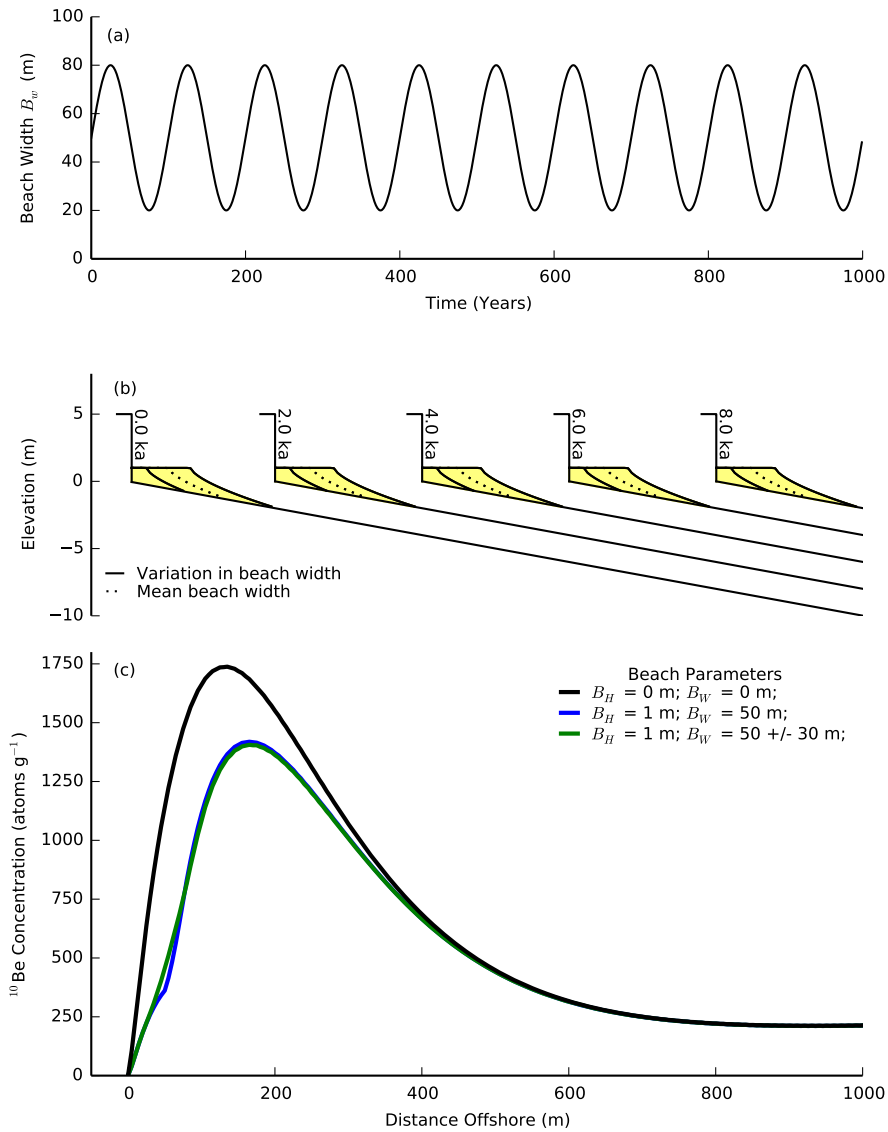 100
(a)
80
60
40
20
0
Beach Width B_w (m)
0 200 400 600 800 1000
Time (Years)
(b)
5
0
−5
−10
Elevation (m)
0.0 ka 2.0 ka 4.0 ka 6.0 ka 8.0 ka
Variation in beach width
Mean beach width
(c)
1750
1500
1250
1000
750
500
250
0
¹⁰Be Concentration (atoms g⁻¹)
Beach Parameters
B_H = 0 m; B_W = 0 m;
B_H = 1 m; B_W = 50 m;
B_H = 1 m; B_W = 50 +/- 30 m;
0 200 400 600 800 1000
Distance Offshore (m)